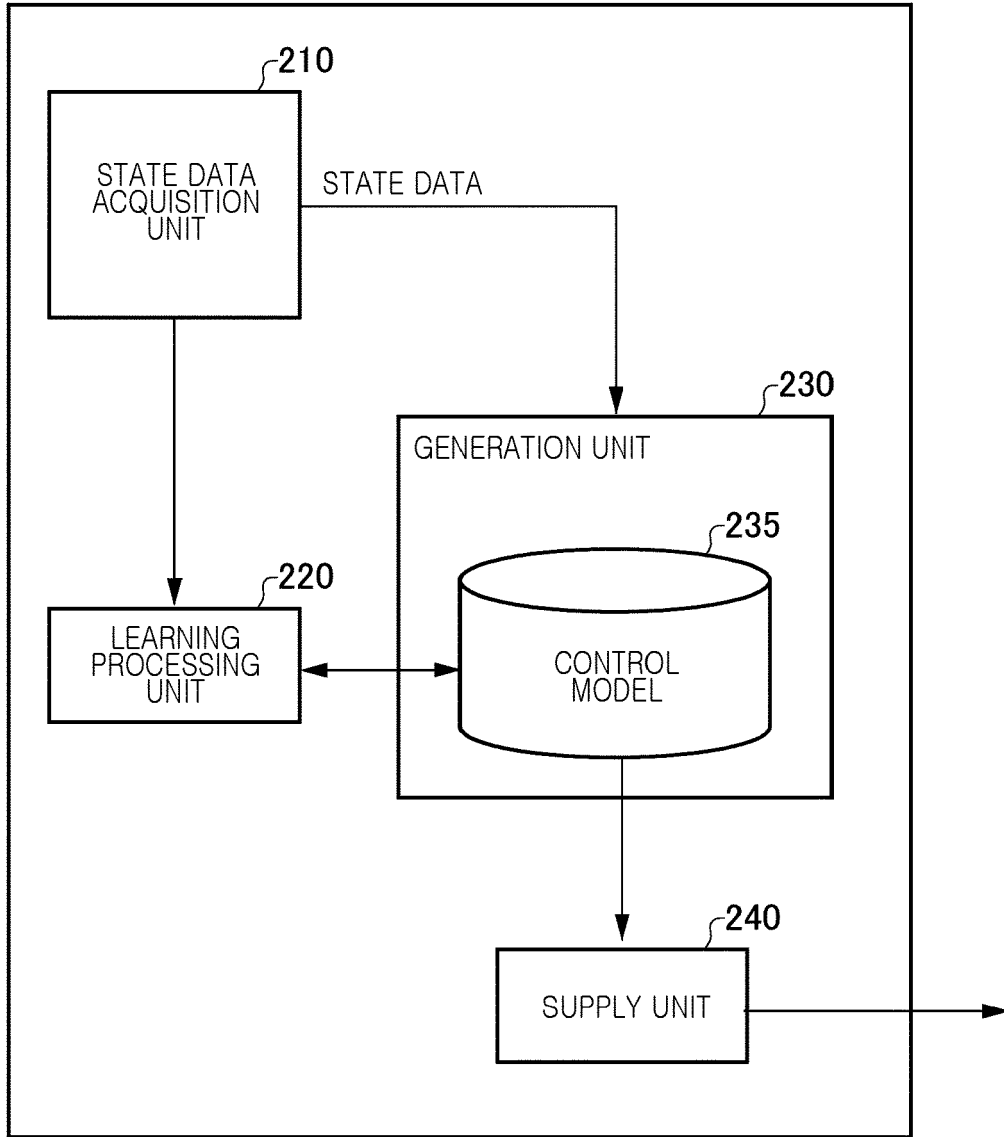 210
STATE DATA
ACQUISITION
UNIT
STATE DATA
230
GENERATION UNIT
235
CONTROL
MODEL
220
LEARNING
PROCESSING
UNIT
240
SUPPLY UNIT